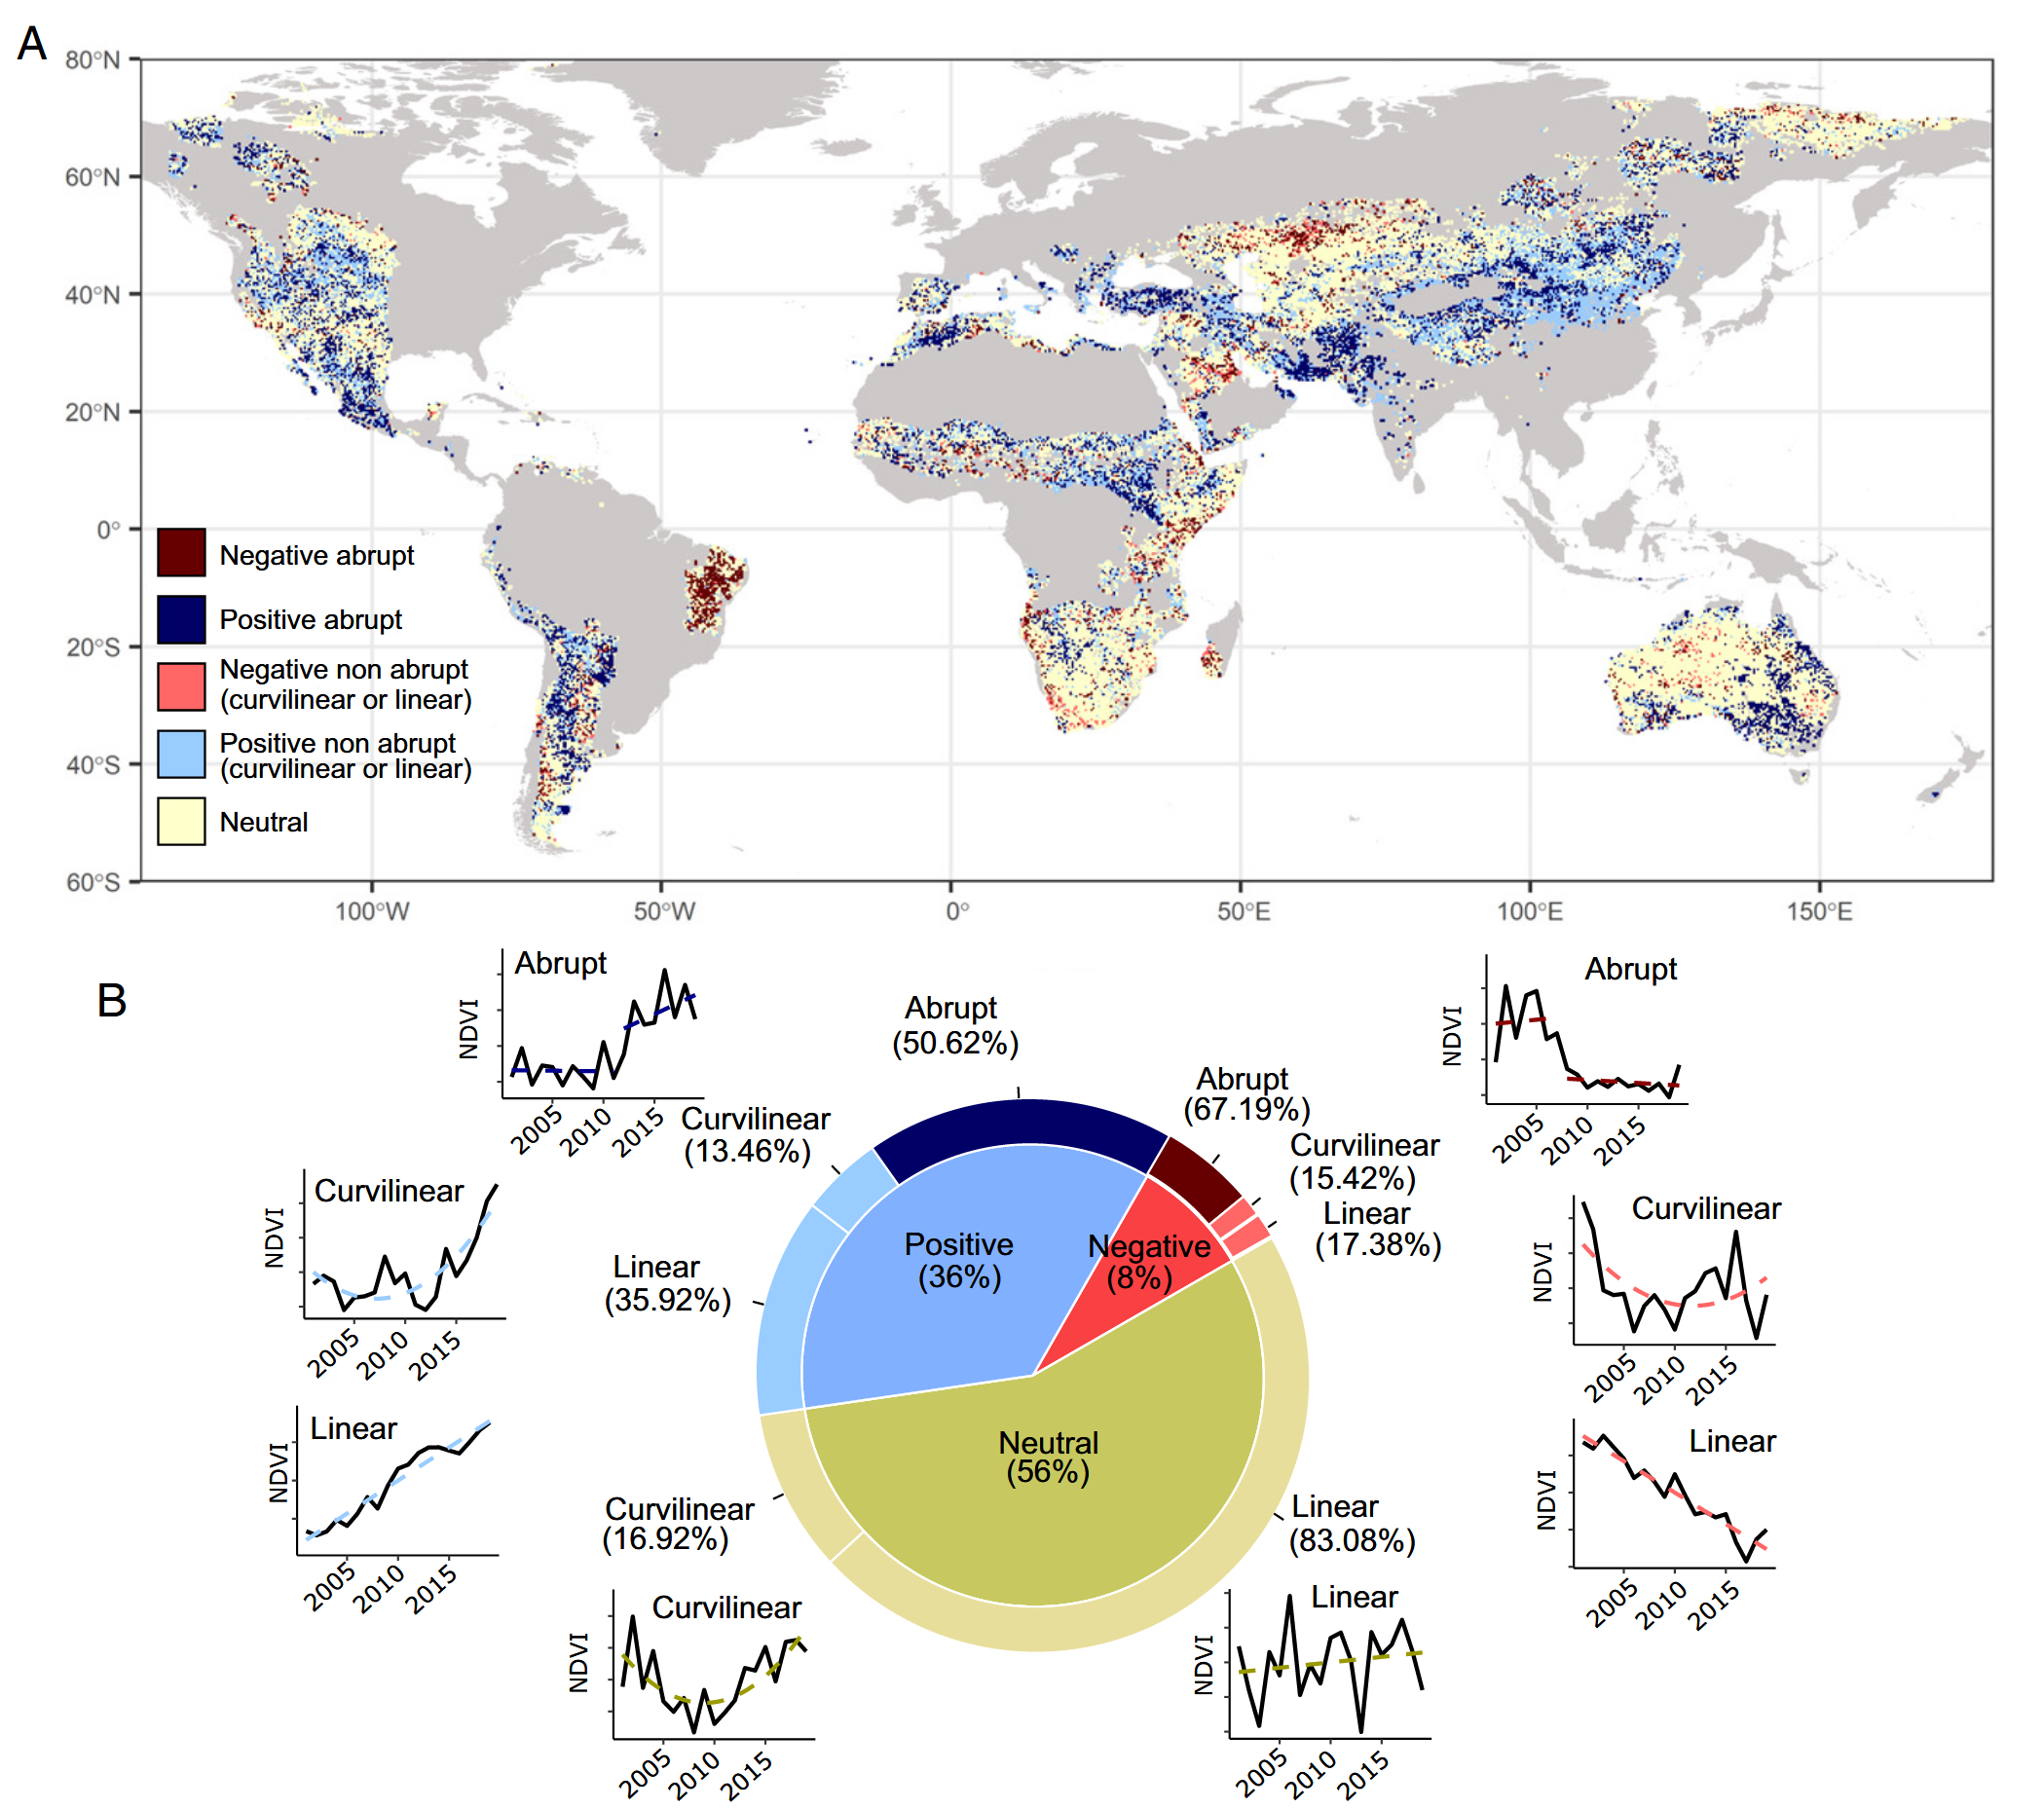 A
80°N
60°N
40°N
20°N
0°
20°S
40°S
60°S
100°W
50°W
0°
50°E
100°E
150°E
Negative abrupt
Positive abrupt
Negative non abrupt
(curvilinear or linear)
Positive non abrupt
(curvilinear or linear)
Neutral
B
Abrupt
NDVI
2005
2010
2015
Curvilinear
NDVI
2005
2010
2015
Linear
NDVI
2005
2010
2015
Curvilinear
NDVI
2005
2010
2015
Abrupt
(50.62%)
Curvilinear
(13.46%)
Linear
(35.92%)
Curvilinear
(16.92%)
Positive
(36%)
Negative
(8%)
Neutral
(56%)
Abrupt
(67.19%)
Curvilinear
(15.42%)
Linear
(17.38%)
Linear
(83.08%)
Linear
NDVI
2005
2010
2015
Abrupt
NDVI
2005
2010
2015
Curvilinear
NDVI
2005
2010
2015
Linear
NDVI
2005
2010
2015